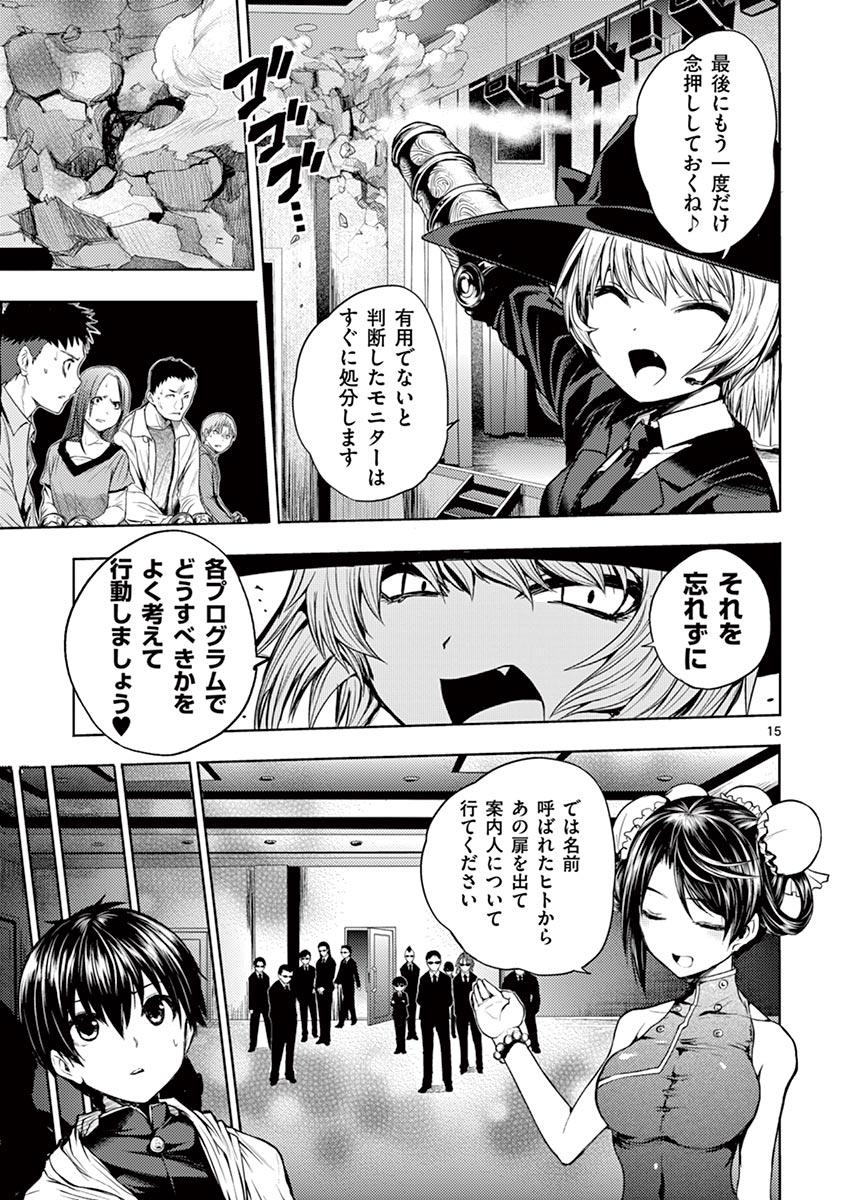 最後にもう一度だけ
念押ししておくね♪
ゴゴゴ…
有用でないと
判断したモニターは
すぐに処分します
それを
忘れずに
各プログラムで
どうすべきかを
よく考えて
行動しましょう♥
15
では名前
呼ばれたヒトから
あの扉を出て
案内人について
行てください